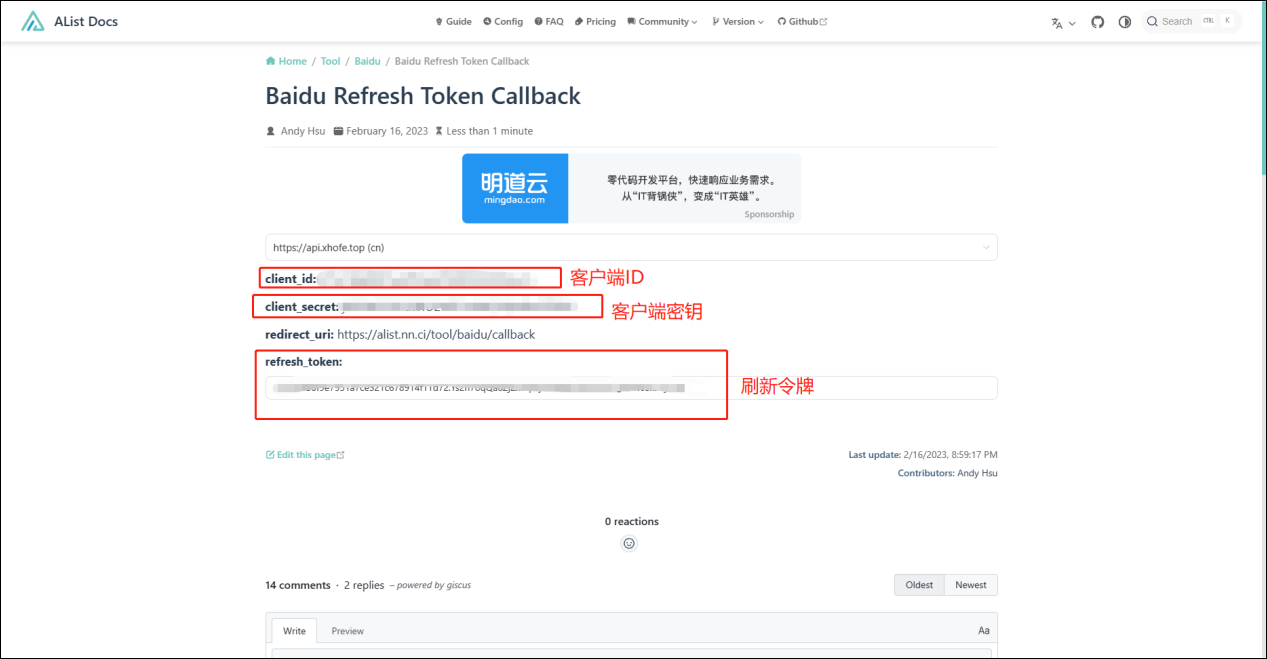 AList Docs
Guide Config FAQ Pricing Community Version Github
Search CTRL K
Home / Tool / Baidu / Baidu Refresh Token Callback
Baidu Refresh Token Callback
Andy Hsu February 16, 2023 Less than 1 minute
明道云
mingdao.com
零代码开发平台，快速响应业务需求。
从“IT背锅侠”，变成“IT英雄”。
Sponsorship
https://api.xhofe.top (cn)
client_id:
客户端ID
client_secret:
客户端密钥
redirect_uri: https://alist.nn.ci/tool/baidu/callback
refresh_token:
刷新令牌
Edit this page
Last update: 2/16/2023, 8:59:17 PM
Contributors: Andy Hsu
0 reactions
14 comments · 2 replies – powered by giscus
Oldest Newest
Write Preview Aa